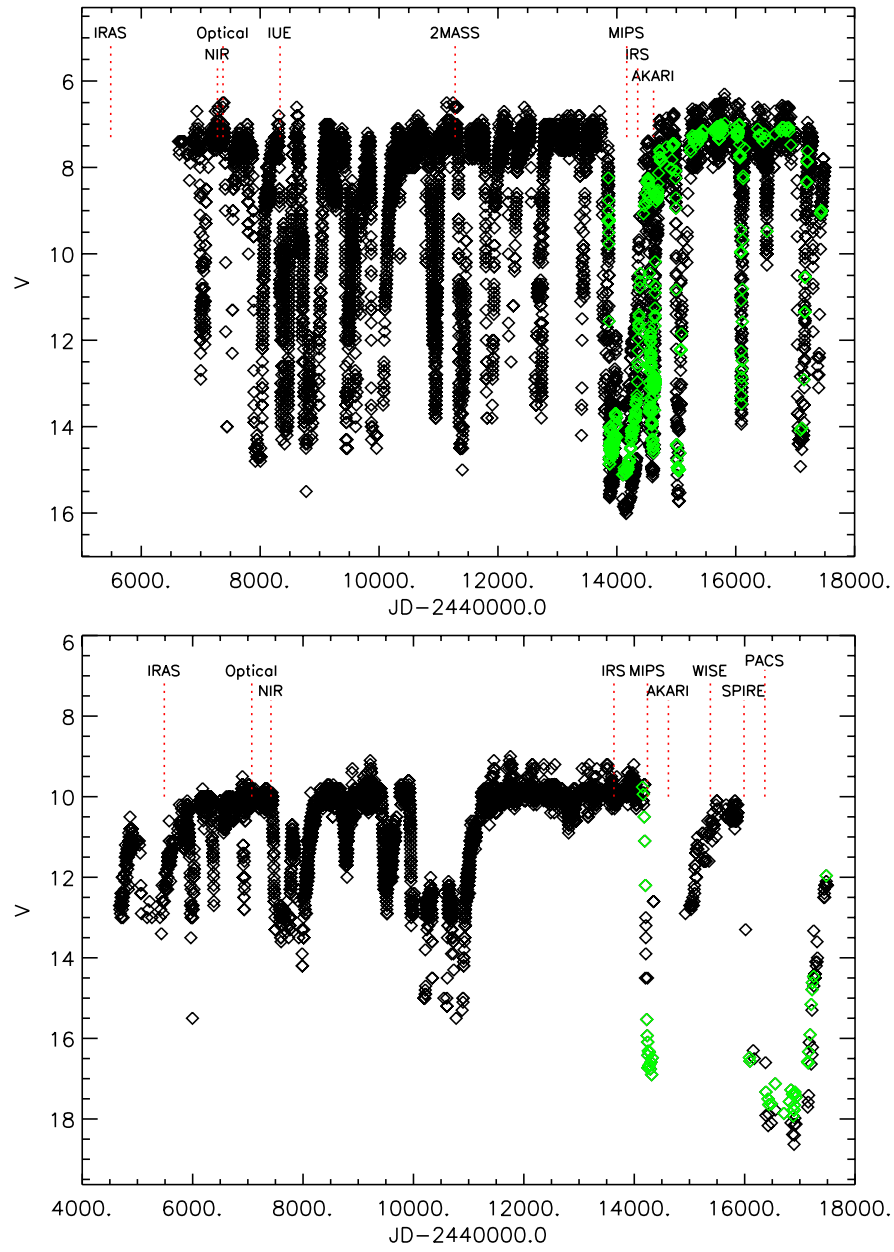 IRAS Optical IUE 2MASS MIPS
NIR IRS
AKARI
6
8
10
12
14
16
V
6000. 8000. 10000. 12000. 14000. 16000. 18000.
JD-2440000.0
6
PACS
IRAS Optical IRS MIPS WISE
NIR AKARI SPIRE
8
10
12
14
16
18
V
4000. 6000. 8000. 10000. 12000. 14000. 16000. 18000.
JD-2440000.0